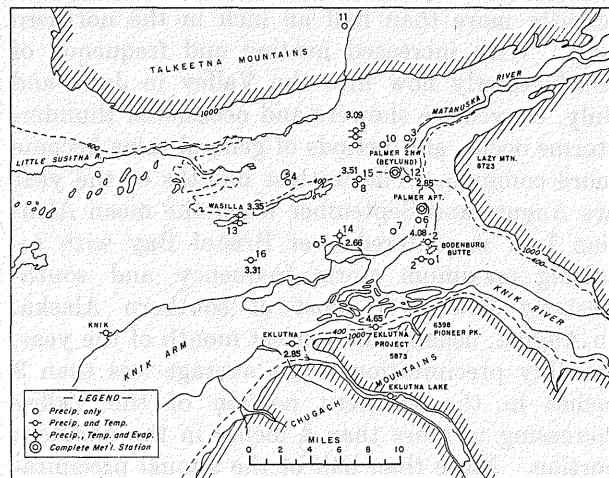 11
TALKEETNA MOUNTAINS
1000
MATANUSKA RIVER
3.09
9
10
3
PALMER 2NW
(BEYLUND)
LAZY MTN.
8723
LITTLE SUSITNA R.
4
3.51
15
12
2.85
WASILLA
3.35
13
PALMER APT.
6
4.08
2
BODENBURG
BUTTE
1000
400
14
2.66
5
7
2
1
16
3.31
KNIK RIVER
KNIK
KNIK ARM
EKLUTNA
2.85
400
1000
4.65
EKLUTNA
PROJECT
6398
PIONEER PK.
5873
CHUGACH MOUNTAINS
EKLUTNA LAKE
LEGEND
Precip. only
Precip. and Temp.
Precip., Temp. and Evap.
Complete Met'l. Station
MILES
0 2 4 6 8 10